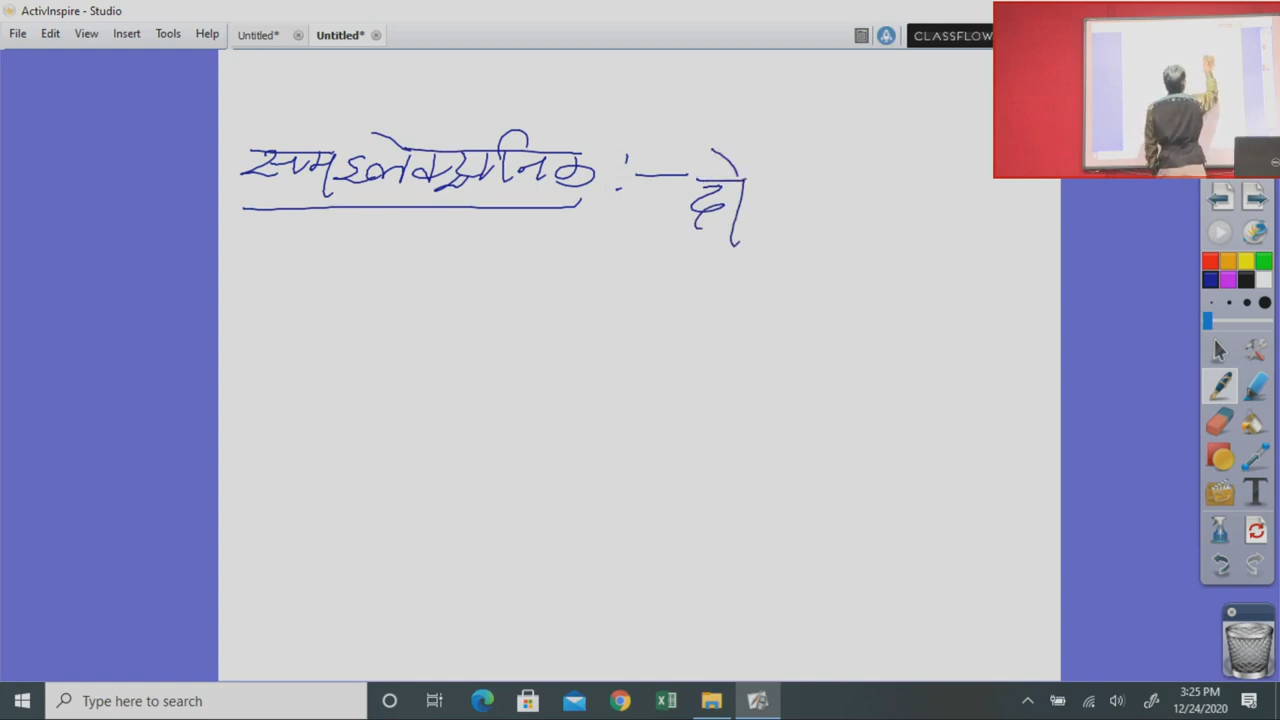 ActivInspire - Studio
File Edit View Insert Tools Help Untitled* Untitled* CLASSFLOW
:— दो
Type here to search
3:25 PM
12/24/2020